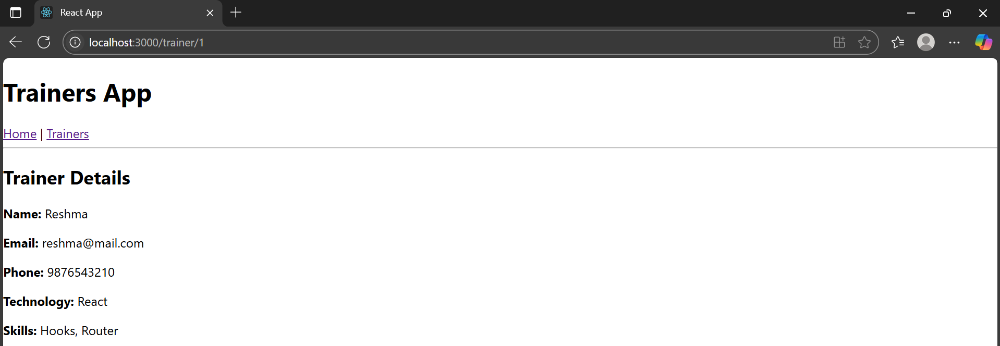 React App
localhost:3000/trainer/1
Trainers App
Home | Trainers
Trainer Details
Name: Reshma
Email: reshma@mail.com
Phone: 9876543210
Technology: React
Skills: Hooks, Router